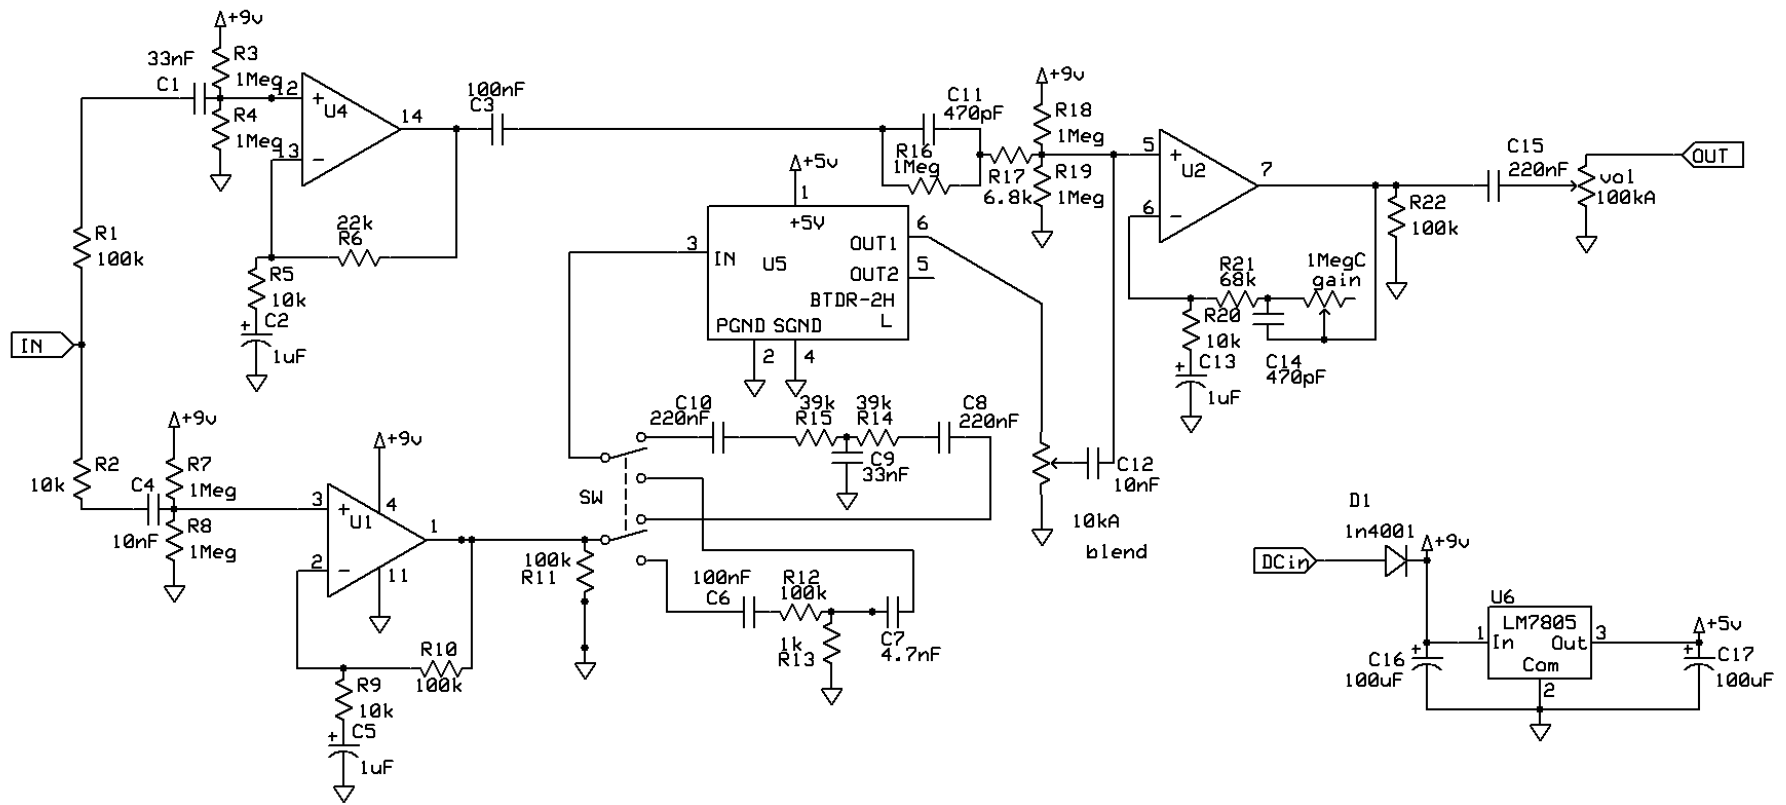 +9v
33nF
C1
R3
1Meg
R4
1Meg
12
+
U4
13
-
14
100nF
C3
R1
100k
22k
R6
R5
10k
+
C2
1uF
IN
R2
10k
C4
10nF
+9v
R7
1Meg
R8
1Meg
+9v
3
+
U1
4
1
2
-
11
R10
100k
R9
10k
+
C5
1uF
+5v
1
+5V
3
IN
U5
OUT1
6
OUT2
5
BTDR-2H
L
PGND SGND
2
4
C11
470pF
R16
1Meg
R17
6.8k
+9v
R18
1Meg
R19
1Meg
5
+
U2
6
-
7
R21
68k
1MegC
gain
R20
10k
+
C13
1uF
C14
470pF
R22
100k
C15
220nF
OUT
vol
100kA
C10
220nF
39k
R15
39k
R14
C8
220nF
C9
33nF
SW
100k
R11
100nF
C6
R12
100k
1k
R13
C7
4.7nF
C12
10nF
10kA
blend
D1
1n4001
+9v
DCin
U6
LM7805
1
In
Out
3
Com
2
+
C16
100uF
+5v
+
C17
100uF